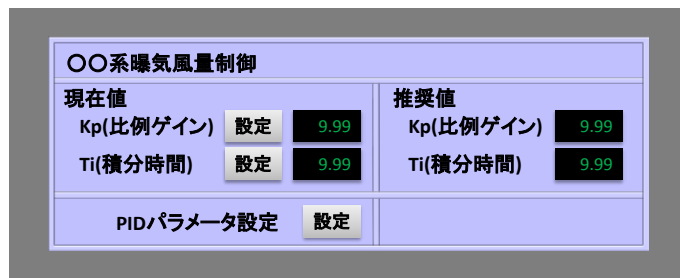 〇〇系曝気風量制御
現在値
Kp(比例ゲイン) 設定 9.99
Ti(積分時間) 設定 9.99
推奨値
Kp(比例ゲイン) 9.99
Ti(積分時間) 9.99
PIDパラメータ設定 設定